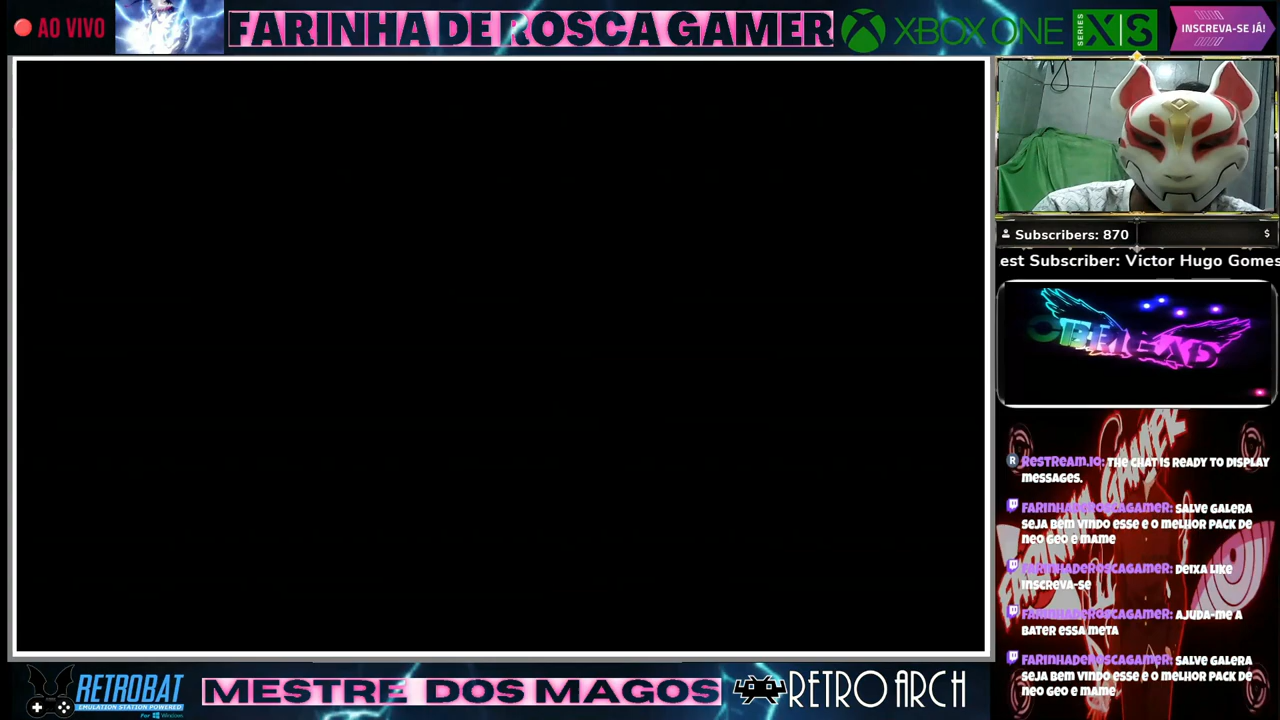 AO VIVO
FARINHA DE ROSCA GAMER
XBOX ONE
SERIES X|S
INSCREVA-SE JÁ!
Subscribers: 870
$
est Subscriber: Victor Hugo Gomes
RESTREAM.IO: THE CHAT IS READY TO DISPLAY
MESSAGES.
FARINHADEROSCAGAMER: SALVE GALERA
SEJA BEM VINDO ESSE E O MELHOR PACK DE
NEO GEO E MAME
FARINHADEROSCAGAMER: DEIXA LIKE
INSCREVA-SE
FARINHADEROSCAGAMER: AJUDA-ME A
BATER ESSA META
FARINHADEROSCAGAMER: SALVE GALERA
SEJA BEM VINDO ESSE E O MELHOR PACK DE
NEO GEO E MAME
RETROBAT
EMULATION STATION POWERED
For Windows
MESTRE DOS MAGOS
RETRO ARCH